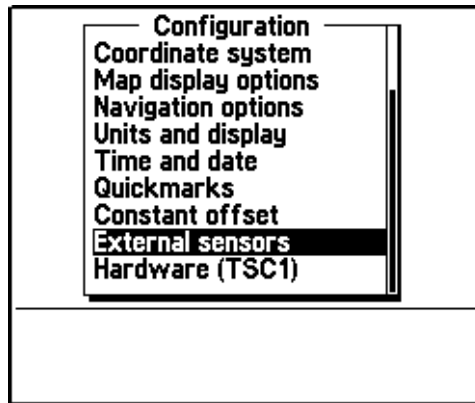 Configuration
Coordinate system
Map display options
Navigation options
Units and display
Time and date
Quickmarks
Constant offset
External sensors
Hardware (TSC1)